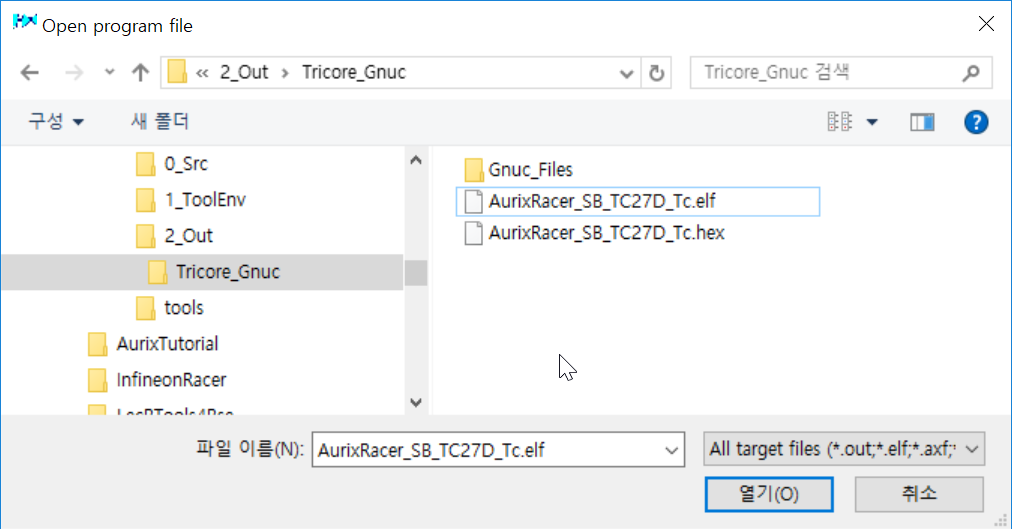 Open program file
« 2_Out › Tricore_Gnuc
Tricore_Gnuc 검색
구성
새 폴더
0_Src
1_ToolEnv
2_Out
Tricore_Gnuc
tools
AurixTutorial
InfineonRacer
Gnuc_Files
AurixRacer_SB_TC27D_Tc.elf
AurixRacer_SB_TC27D_Tc.hex
파일 이름(N):
AurixRacer_SB_TC27D_Tc.elf
All target files (*.out;*.elf;*.axf;
열기(O)
취소